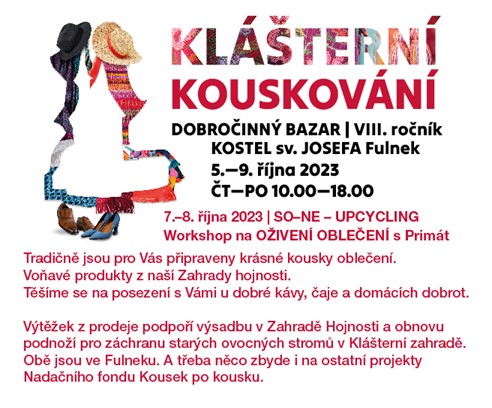 KLÁŠTERNÍ
KOUSKOVÁNÍ
DOBROČINNÝ BAZAR | VIII. ročník
KOSTEL sv. JOSEFA Fulnek
5.—9. října 2023
ČT—PO 10.00—18.00
7.–8. října 2023 | SO–NE – UPCYCLING
Workshop na OŽIVENÍ OBLEČENÍ s Primát
Tradičně jsou pro Vás připraveny krásné kousky oblečení.
Voňavé produkty z naší Zahrady hojnosti.
Těšíme se na posezení s Vámi u dobré kávy, čaje a domácích dobrot.
Výtěžek z prodeje podpoří výsadbu v Zahradě Hojnosti a obnovu
podnoží pro záchranu starých ovocných stromů v Klášterní zahradě.
Obě jsou ve Fulneku. A třeba něco zbyde i na ostatní projekty
Nadačního fondu Kousek po kousku.